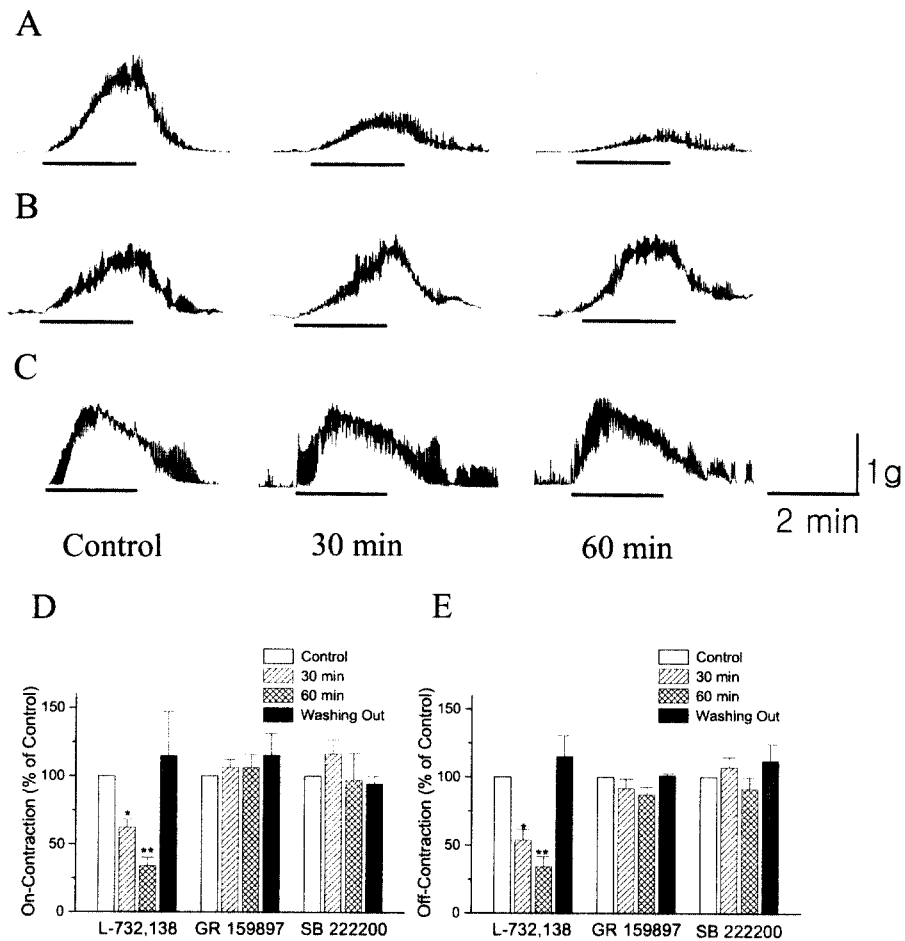 A
B
C
1g
2 min
Control 30 min 60 min
D
Control
30 min
60 min
Washing Out
150
100
50
0
On-Contraction (% of Control)
* **
L-732,138 GR 159897 SB 222200
E
Control
30 min
60 min
Washing Out
150
100
50
0
Off-Contraction (% of Control)
* **
L-732,138 GR 159897 SB 222200